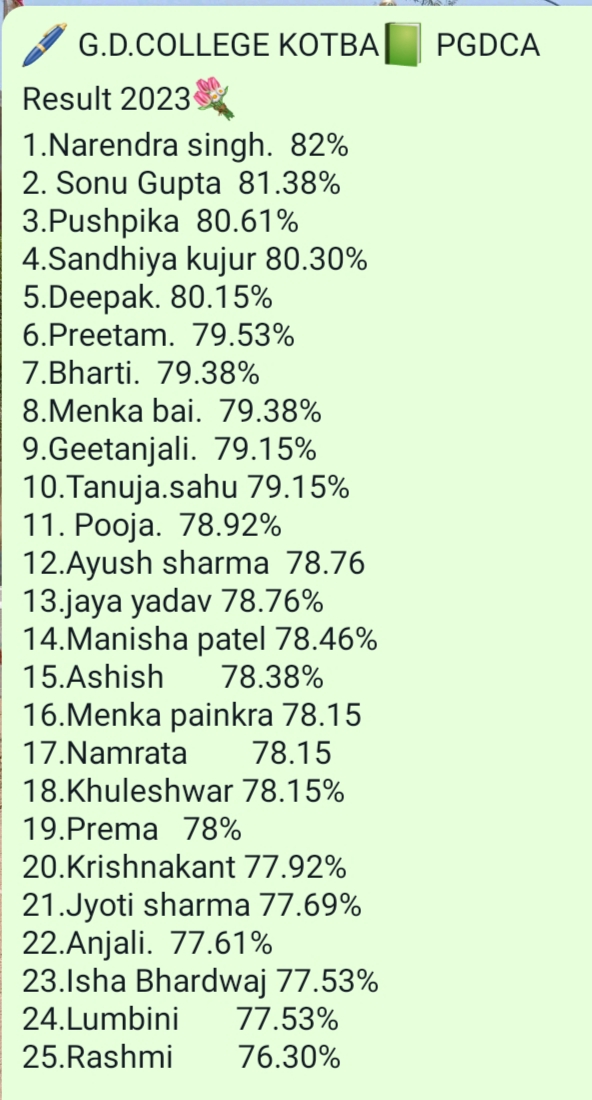 🖊️ G.D.COLLEGE KOTBA📗 PGDCA
Result 2023💐
1.Narendra singh.  82%
2. Sonu Gupta  81.38%
3.Pushpika  80.61%
4.Sandhiya kujur 80.30%
5.Deepak. 80.15%
6.Preetam.  79.53%
7.Bharti.  79.38%
8.Menka bai.  79.38%
9.Geetanjali.  79.15%
10.Tanuja.sahu 79.15%
11. Pooja.  78.92%
12.Ayush sharma  78.76
13.jaya yadav 78.76%
14.Manisha patel 78.46%
15.Ashish       78.38%
16.Menka painkra 78.15
17.Namrata        78.15
18.Khuleshwar 78.15%
19.Prema   78%
20.Krishnakant 77.92%
21.Jyoti sharma 77.69%
22.Anjali.  77.61%
23.Isha Bhardwaj 77.53%
24.Lumbini       77.53%
25.Rashmi        76.30%